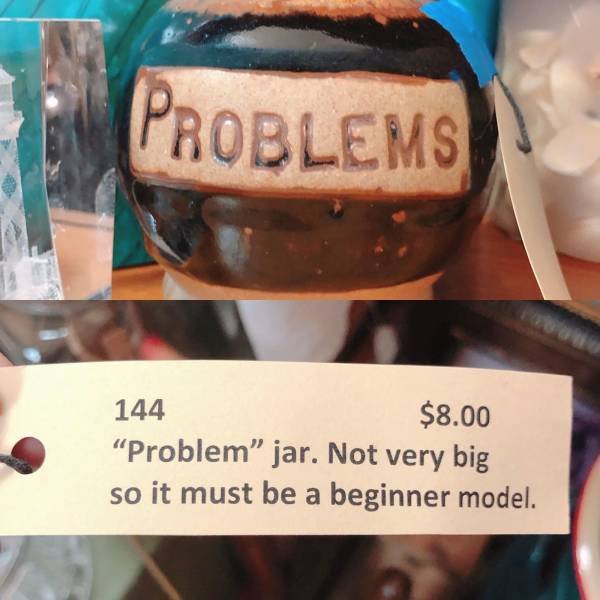 PROBLEMS
144 $8.00
“Problem” jar. Not very big
so it must be a beginner model.